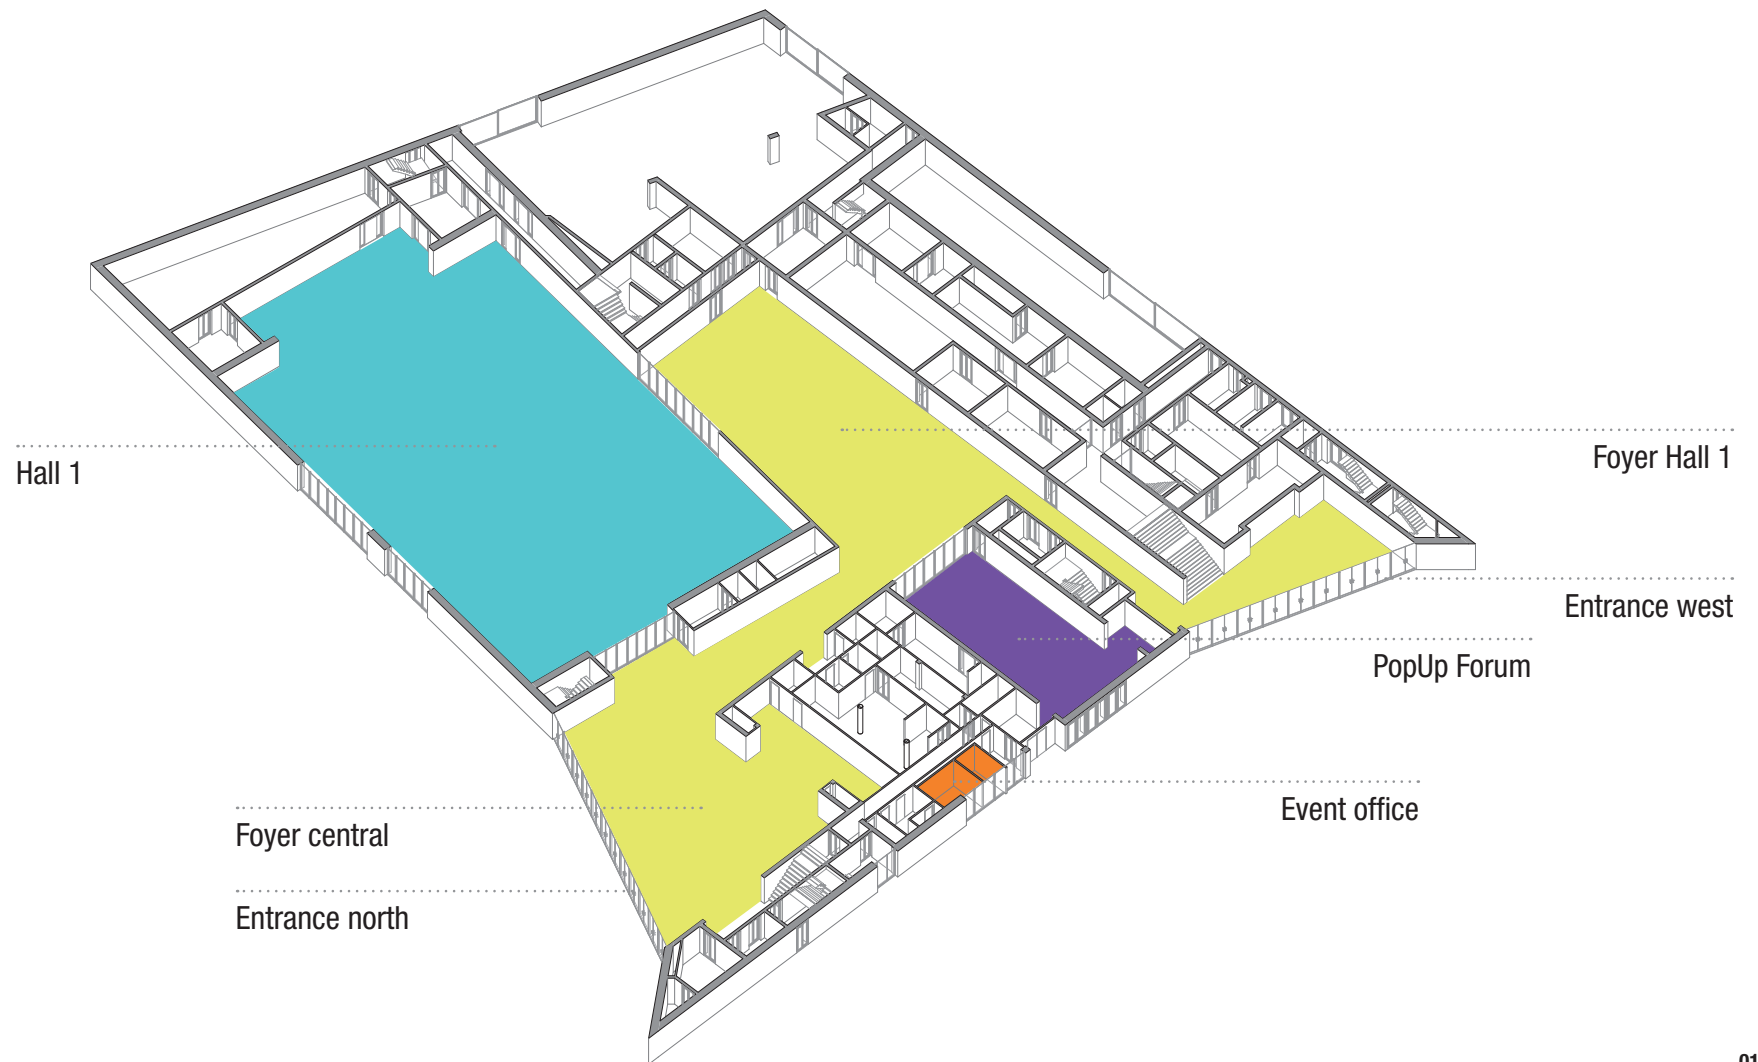 Hall 1
Foyer Hall 1
Entrance west
PopUp Forum
Event office
Foyer central
Entrance north